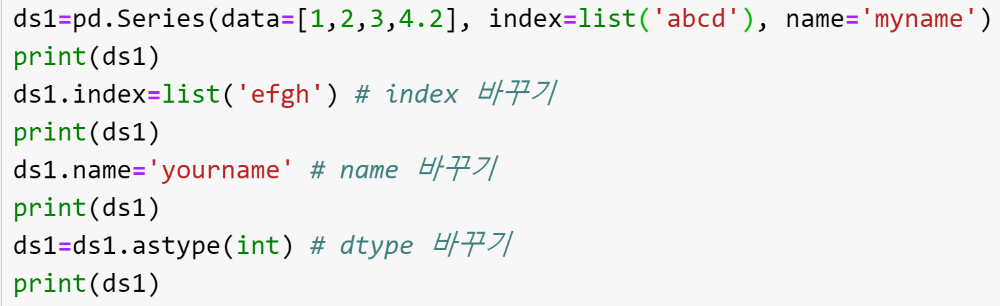 ds1=pd.Series(data=[1,2,3,4.2], index=list('abcd'), name='myname')
print(ds1)
ds1.index=list('efgh') # index 바꾸기
print(ds1)
ds1.name='yourname' # name 바꾸기
print(ds1)
ds1=ds1.astype(int) # dtype 바꾸기
print(ds1)